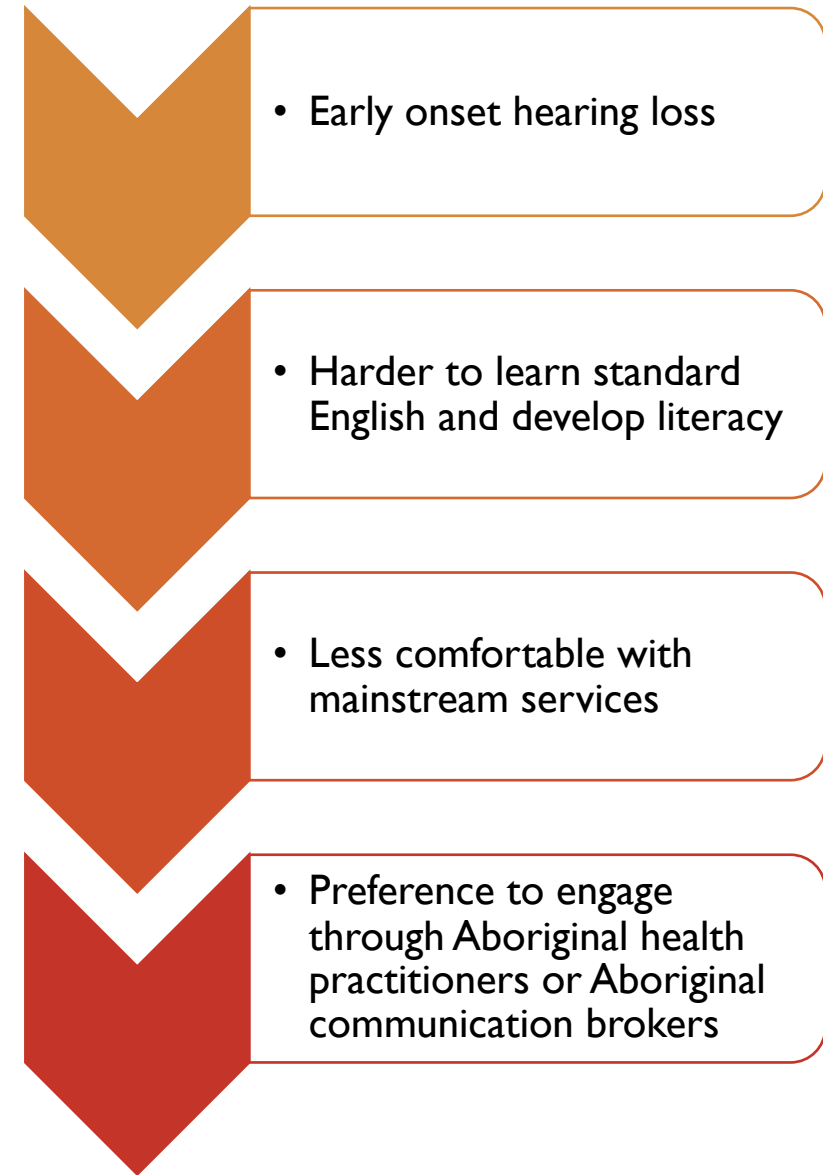 • Early onset hearing loss
• Harder to learn standard
English and develop literacy
• Less comfortable with
mainstream services
• Preference to engage
through Aboriginal health
practitioners or Aboriginal
communication brokers